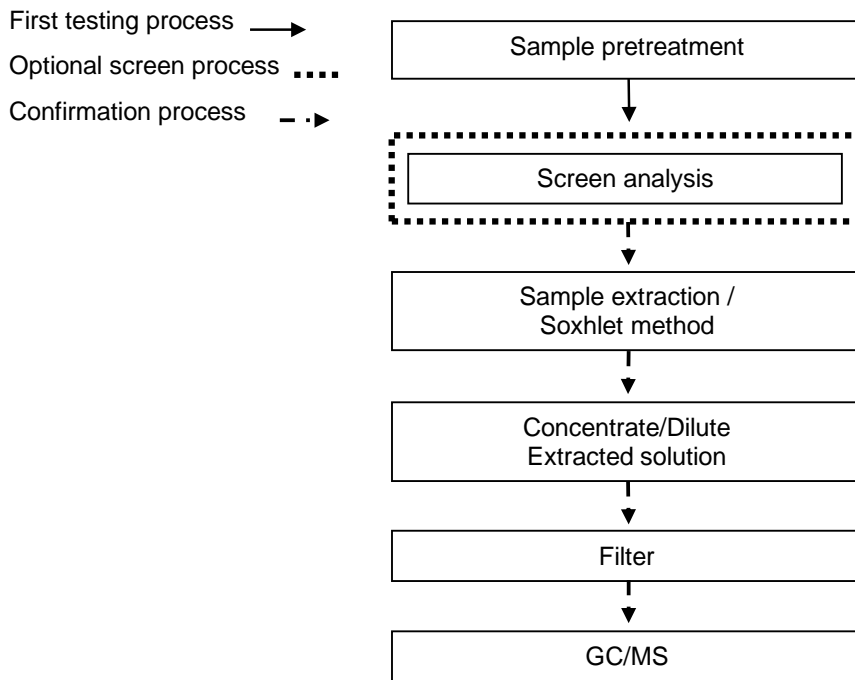 First testing process
Optional screen process
Confirmation process
Sample pretreatment
Screen analysis
Sample extraction /
Soxhlet method
Concentrate/Dilute
Extracted solution
Filter
GC/MS